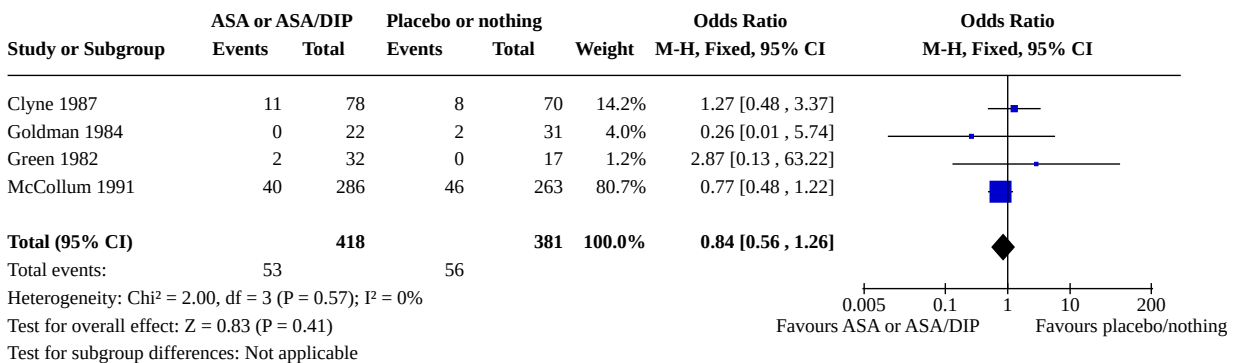 ASA or ASA/DIP Placebo or nothing Odds Ratio Odds Ratio
Study or Subgroup Events Total Events Total Weight M-H, Fixed, 95% CI M-H, Fixed, 95% CI
Clyne 1987 11 78 8 70 14.2% 1.27 [0.48 , 3.37]
Goldman 1984 0 22 2 31 4.0% 0.26 [0.01 , 5.74]
Green 1982 2 32 0 17 1.2% 2.87 [0.13 , 63.22]
McCollum 1991 40 286 46 263 80.7% 0.77 [0.48 , 1.22]
Total (95% CI) 418 381 100.0% 0.84 [0.56 , 1.26]
Total events: 53 56
Heterogeneity: Chi² = 2.00, df = 3 (P = 0.57); I² = 0%
0.005 0.1 1 10 200
Test for overall effect: Z = 0.83 (P = 0.41) Favours ASA or ASA/DIP Favours placebo/nothing
Test for subgroup differences: Not applicable